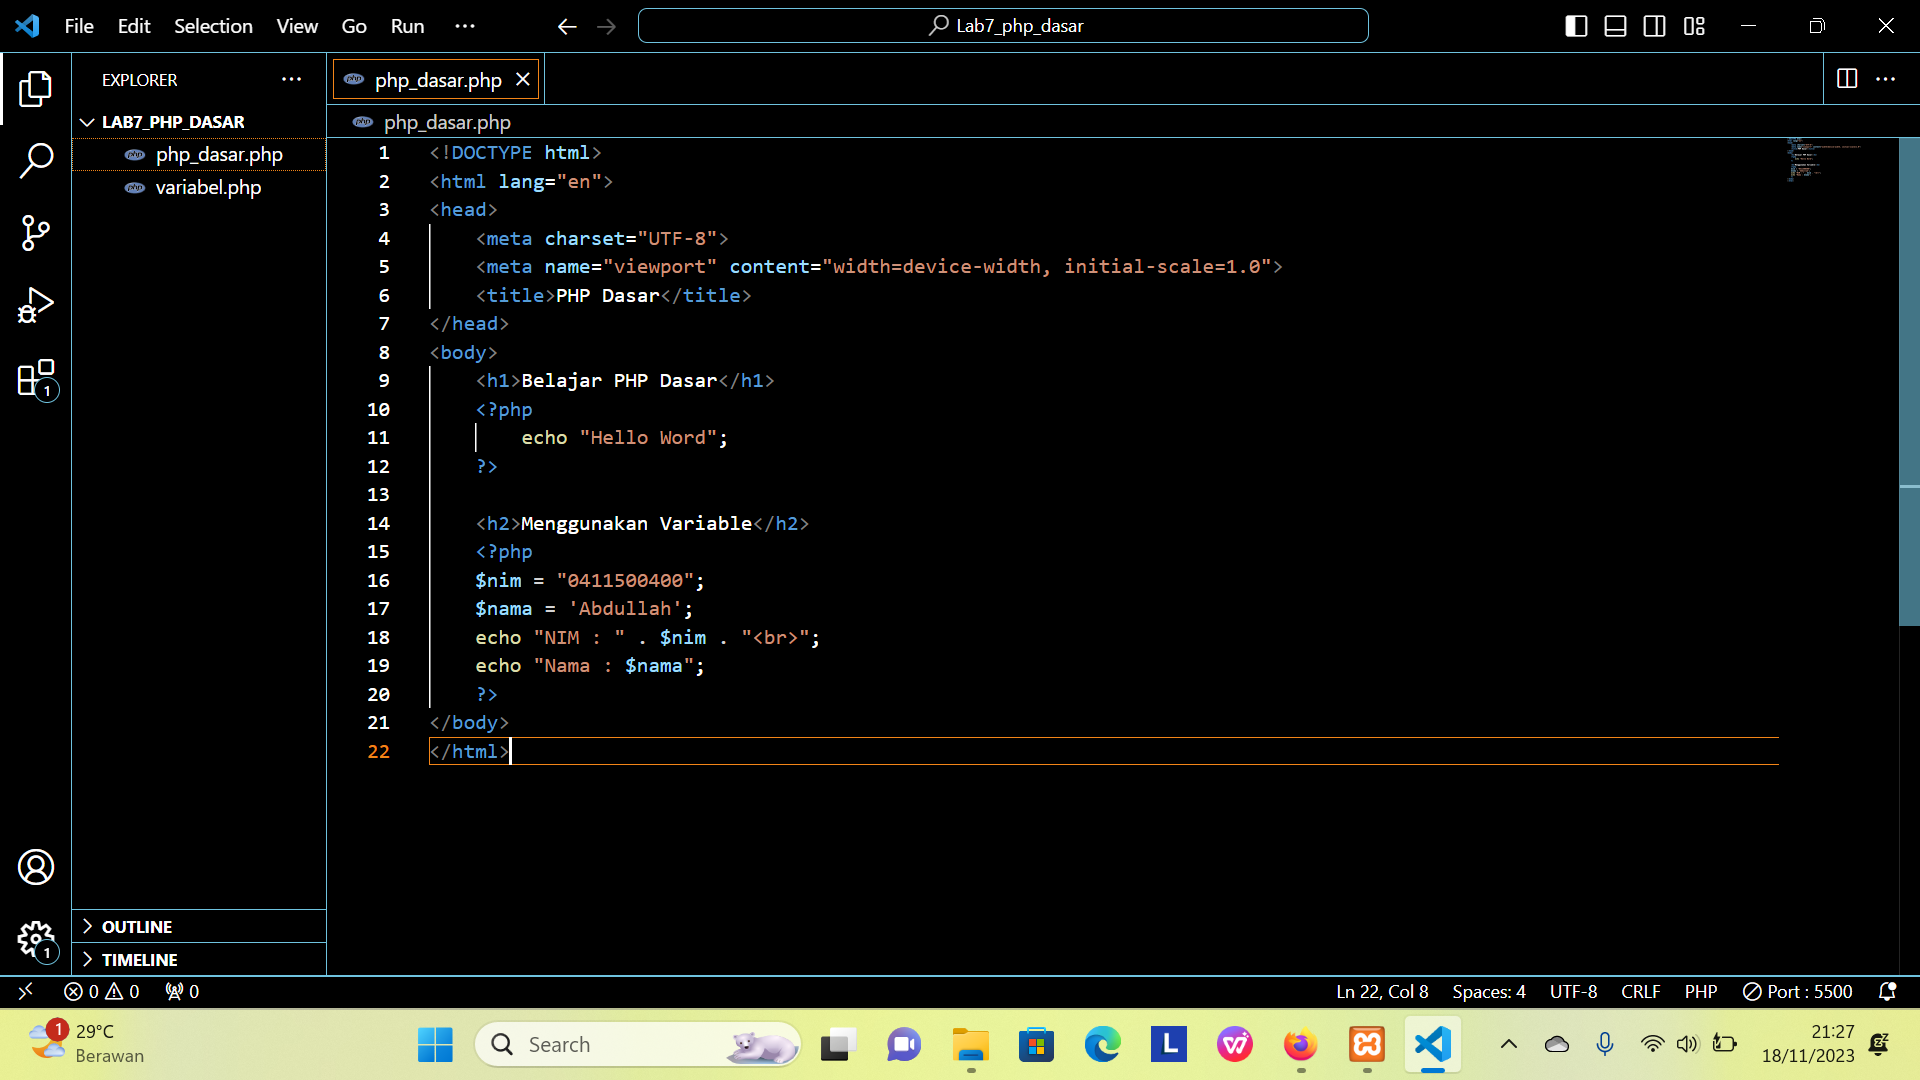 File Edit Selection View Go Run ···
Lab7_php_dasar
EXPLORER
LAB7_PHP_DASAR
php_dasar.php
variabel.php
OUTLINE
TIMELINE
php_dasar.php
php_dasar.php
1 <!DOCTYPE html>
2 <html lang="en">
3 <head>
4     <meta charset="UTF-8">
5     <meta name="viewport" content="width=device-width, initial-scale=1.0">
6     <title>PHP Dasar</title>
7 </head>
8 <body>
9     <h1>Belajar PHP Dasar</h1>
10     <?php
11         echo "Hello Word";
12     ?>
13
14     <h2>Menggunakan Variable</h2>
15     <?php
16     $nim = "0411500400";
17     $nama = 'Abdullah';
18     echo "NIM : " . $nim . "<br>";
19     echo "Nama : $nama";
20     ?>
21 </body>
22 </html>
1
1
0 0 0
Ln 22, Col 8 Spaces: 4 UTF-8 CRLF PHP Port : 5500
1
29°C
Berawan
Search
L
21:27
18/11/2023